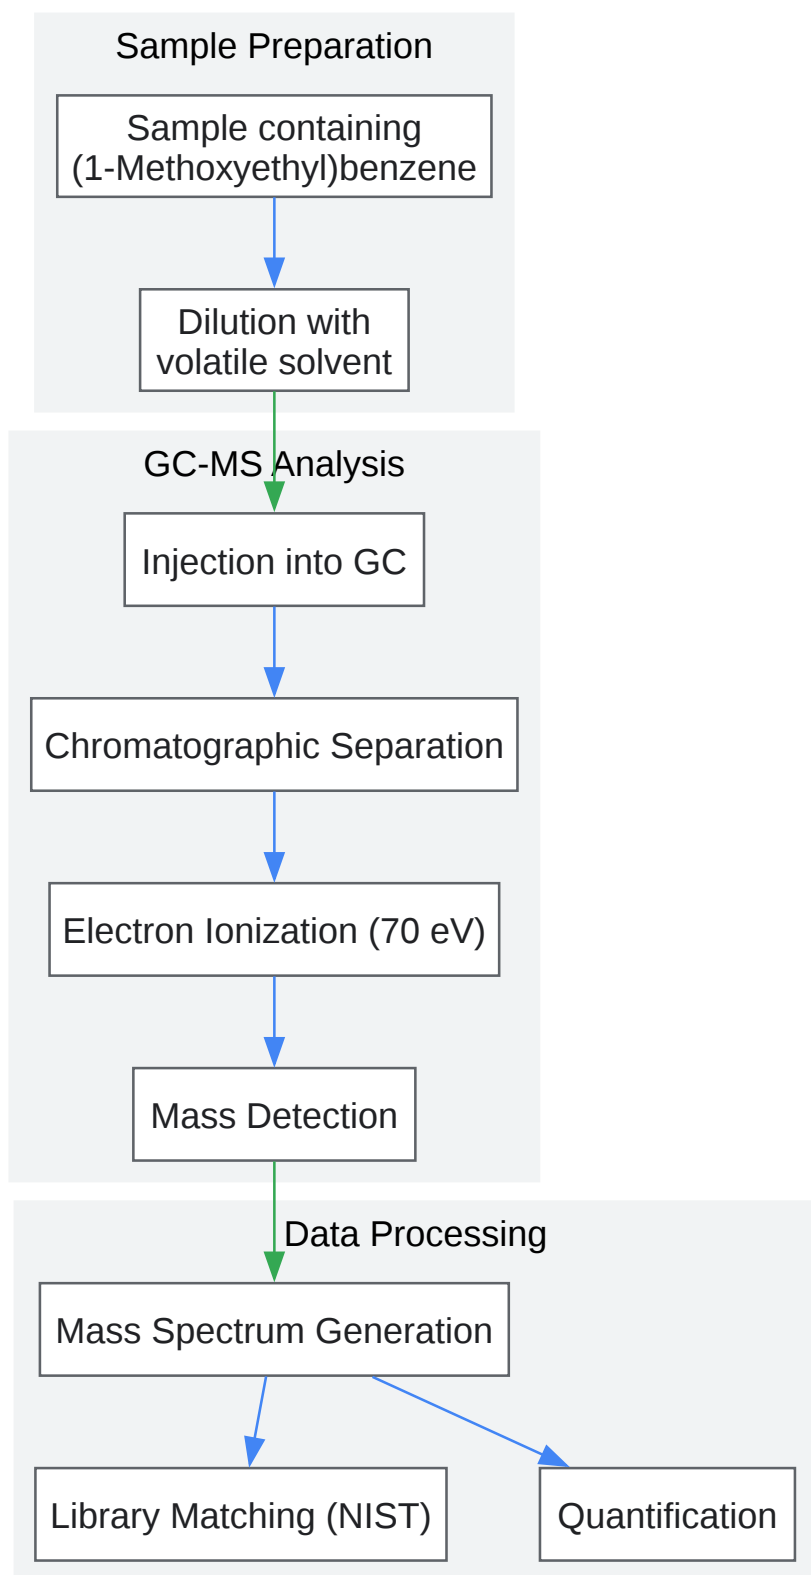 Sample Preparation
Sample containing
(1-Methoxyethyl)benzene
Dilution with
volatile solvent
GC-MS Analysis
Injection into GC
Chromatographic Separation
Electron Ionization (70 eV)
Mass Detection
Data Processing
Mass Spectrum Generation
Library Matching (NIST)
Quantification